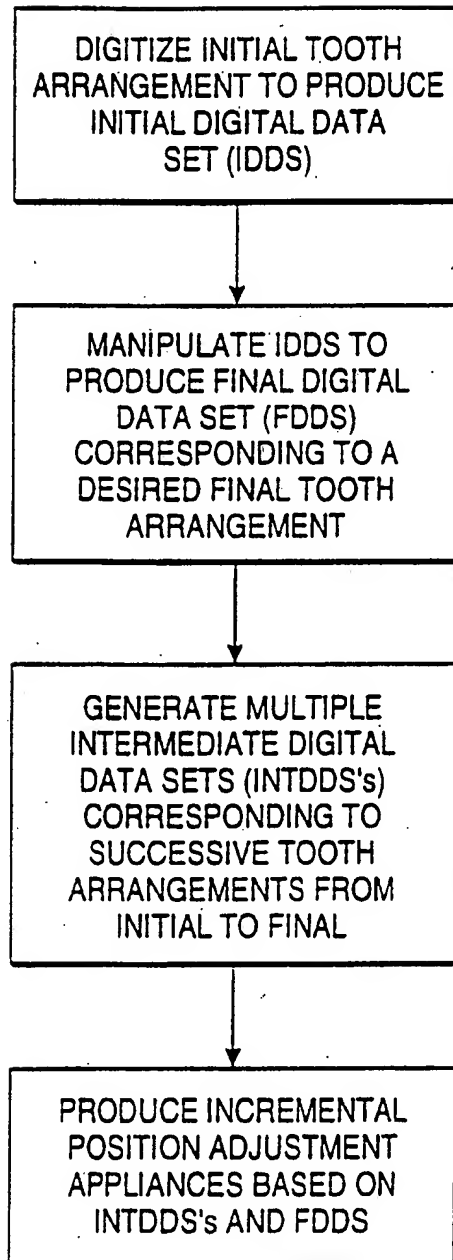 DIGITIZE INITIAL TOOTH
ARRANGEMENT TO PRODUCE
INITIAL DIGITAL DATA
SET (IDDS)
MANIPULATE IDDS TO
PRODUCE FINAL DIGITAL
DATA SET (FDDS)
CORRESPONDING TO A
DESIRED FINAL TOOTH
ARRANGEMENT
GENERATE MULTIPLE
INTERMEDIATE DIGITAL
DATA SETS (INTDDS's)
CORRESPONDING TO
SUCCESSIVE TOOTH
ARRANGEMENTS FROM
INITIAL TO FINAL
PRODUCE INCREMENTAL
POSITION ADJUSTMENT
APPLIANCES BASED ON
INTDDS's AND FDDS